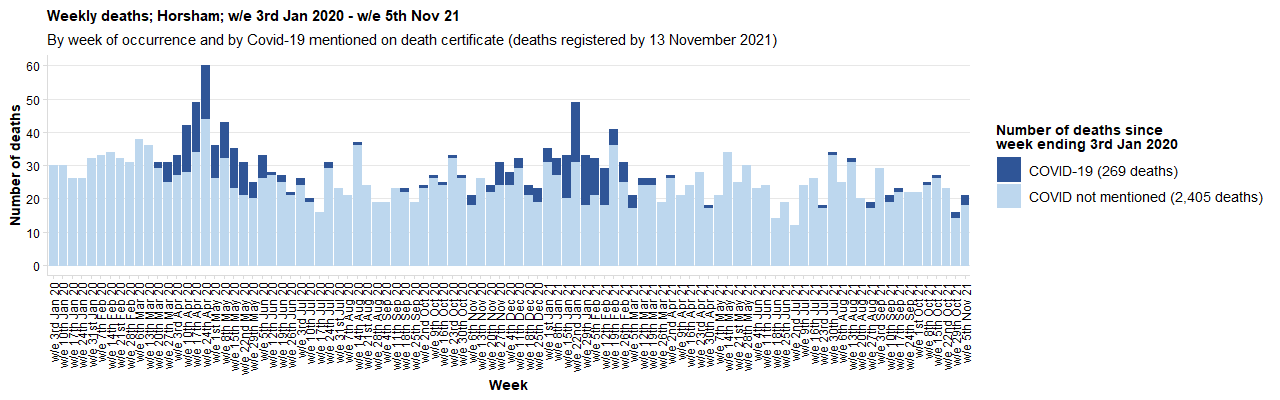 Weekly deaths; Horsham; w/e 3rd Jan 2020 - w/e 5th Nov 21
By week of occurrence and by Covid-19 mentioned on death certificate (deaths registered by 13 November 2021)
Number of deaths
60
50
40
30
20
10
0
w/e 3rd Jan 20
w/e 10th Jan 20
w/e 17th Jan 20
w/e 24th Jan 20
w/e 31st Jan 20
w/e 7th Feb 20
w/e 14th Feb 20
w/e 21st Feb 20
w/e 28th Feb 20
w/e 6th Mar 20
w/e 13th Mar 20
w/e 20th Mar 20
w/e 27th Mar 20
w/e 3rd Apr 20
w/e 10th Apr 20
w/e 17th Apr 20
w/e 24th Apr 20
w/e 1st May 20
w/e 8th May 20
w/e 15th May 20
w/e 22nd May 20
w/e 29th May 20
w/e 5th Jun 20
w/e 12th Jun 20
w/e 19th Jun 20
w/e 26th Jun 20
w/e 3rd Jul 20
w/e 10th Jul 20
w/e 17th Jul 20
w/e 24th Jul 20
w/e 31st Jul 20
w/e 7th Aug 20
w/e 14th Aug 20
w/e 21st Aug 20
w/e 28th Aug 20
w/e 4th Sep 20
w/e 11th Sep 20
w/e 18th Sep 20
w/e 25th Sep 20
w/e 2nd Oct 20
w/e 9th Oct 20
w/e 16th Oct 20
w/e 23rd Oct 20
w/e 30th Oct 20
w/e 6th Nov 20
w/e 13th Nov 20
w/e 20th Nov 20
w/e 27th Nov 20
w/e 4th Dec 20
w/e 11th Dec 20
w/e 18th Dec 20
w/e 25th Dec 20
w/e 1st Jan 21
w/e 8th Jan 21
w/e 15th Jan 21
w/e 22nd Jan 21
w/e 29th Jan 21
w/e 5th Feb 21
w/e 12th Feb 21
w/e 19th Feb 21
w/e 26th Feb 21
w/e 5th Mar 21
w/e 12th Mar 21
w/e 19th Mar 21
w/e 26th Mar 21
w/e 2nd Apr 21
w/e 9th Apr 21
w/e 16th Apr 21
w/e 23rd Apr 21
w/e 30th Apr 21
w/e 7th May 21
w/e 14th May 21
w/e 21st May 21
w/e 28th May 21
w/e 4th Jun 21
w/e 11th Jun 21
w/e 18th Jun 21
w/e 25th Jun 21
w/e 2nd Jul 21
w/e 9th Jul 21
w/e 16th Jul 21
w/e 23rd Jul 21
w/e 30th Jul 21
w/e 6th Aug 21
w/e 13th Aug 21
w/e 20th Aug 21
w/e 27th Aug 21
w/e 3rd Sep 21
w/e 10th Sep 21
w/e 17th Sep 21
w/e 24th Sep 21
w/e 1st Oct 21
w/e 8th Oct 21
w/e 15th Oct 21
w/e 22nd Oct 21
w/e 29th Oct 21
w/e 5th Nov 21
Week
Number of deaths since
week ending 3rd Jan 2020
COVID-19 (269 deaths)
COVID not mentioned (2,405 deaths)